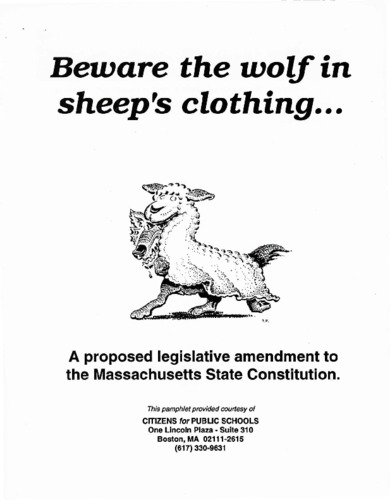 Beware the wolf in
sheep's clothing...
A proposed legislative amendment to
the Massachusetts State Constitution.
This pamphlet provided courtesy of
CITIZENS for PUBLIC SCHOOLS
One Lincoln Plaza - Suite 310
Boston, MA 02111-2615
(617) 330-9631